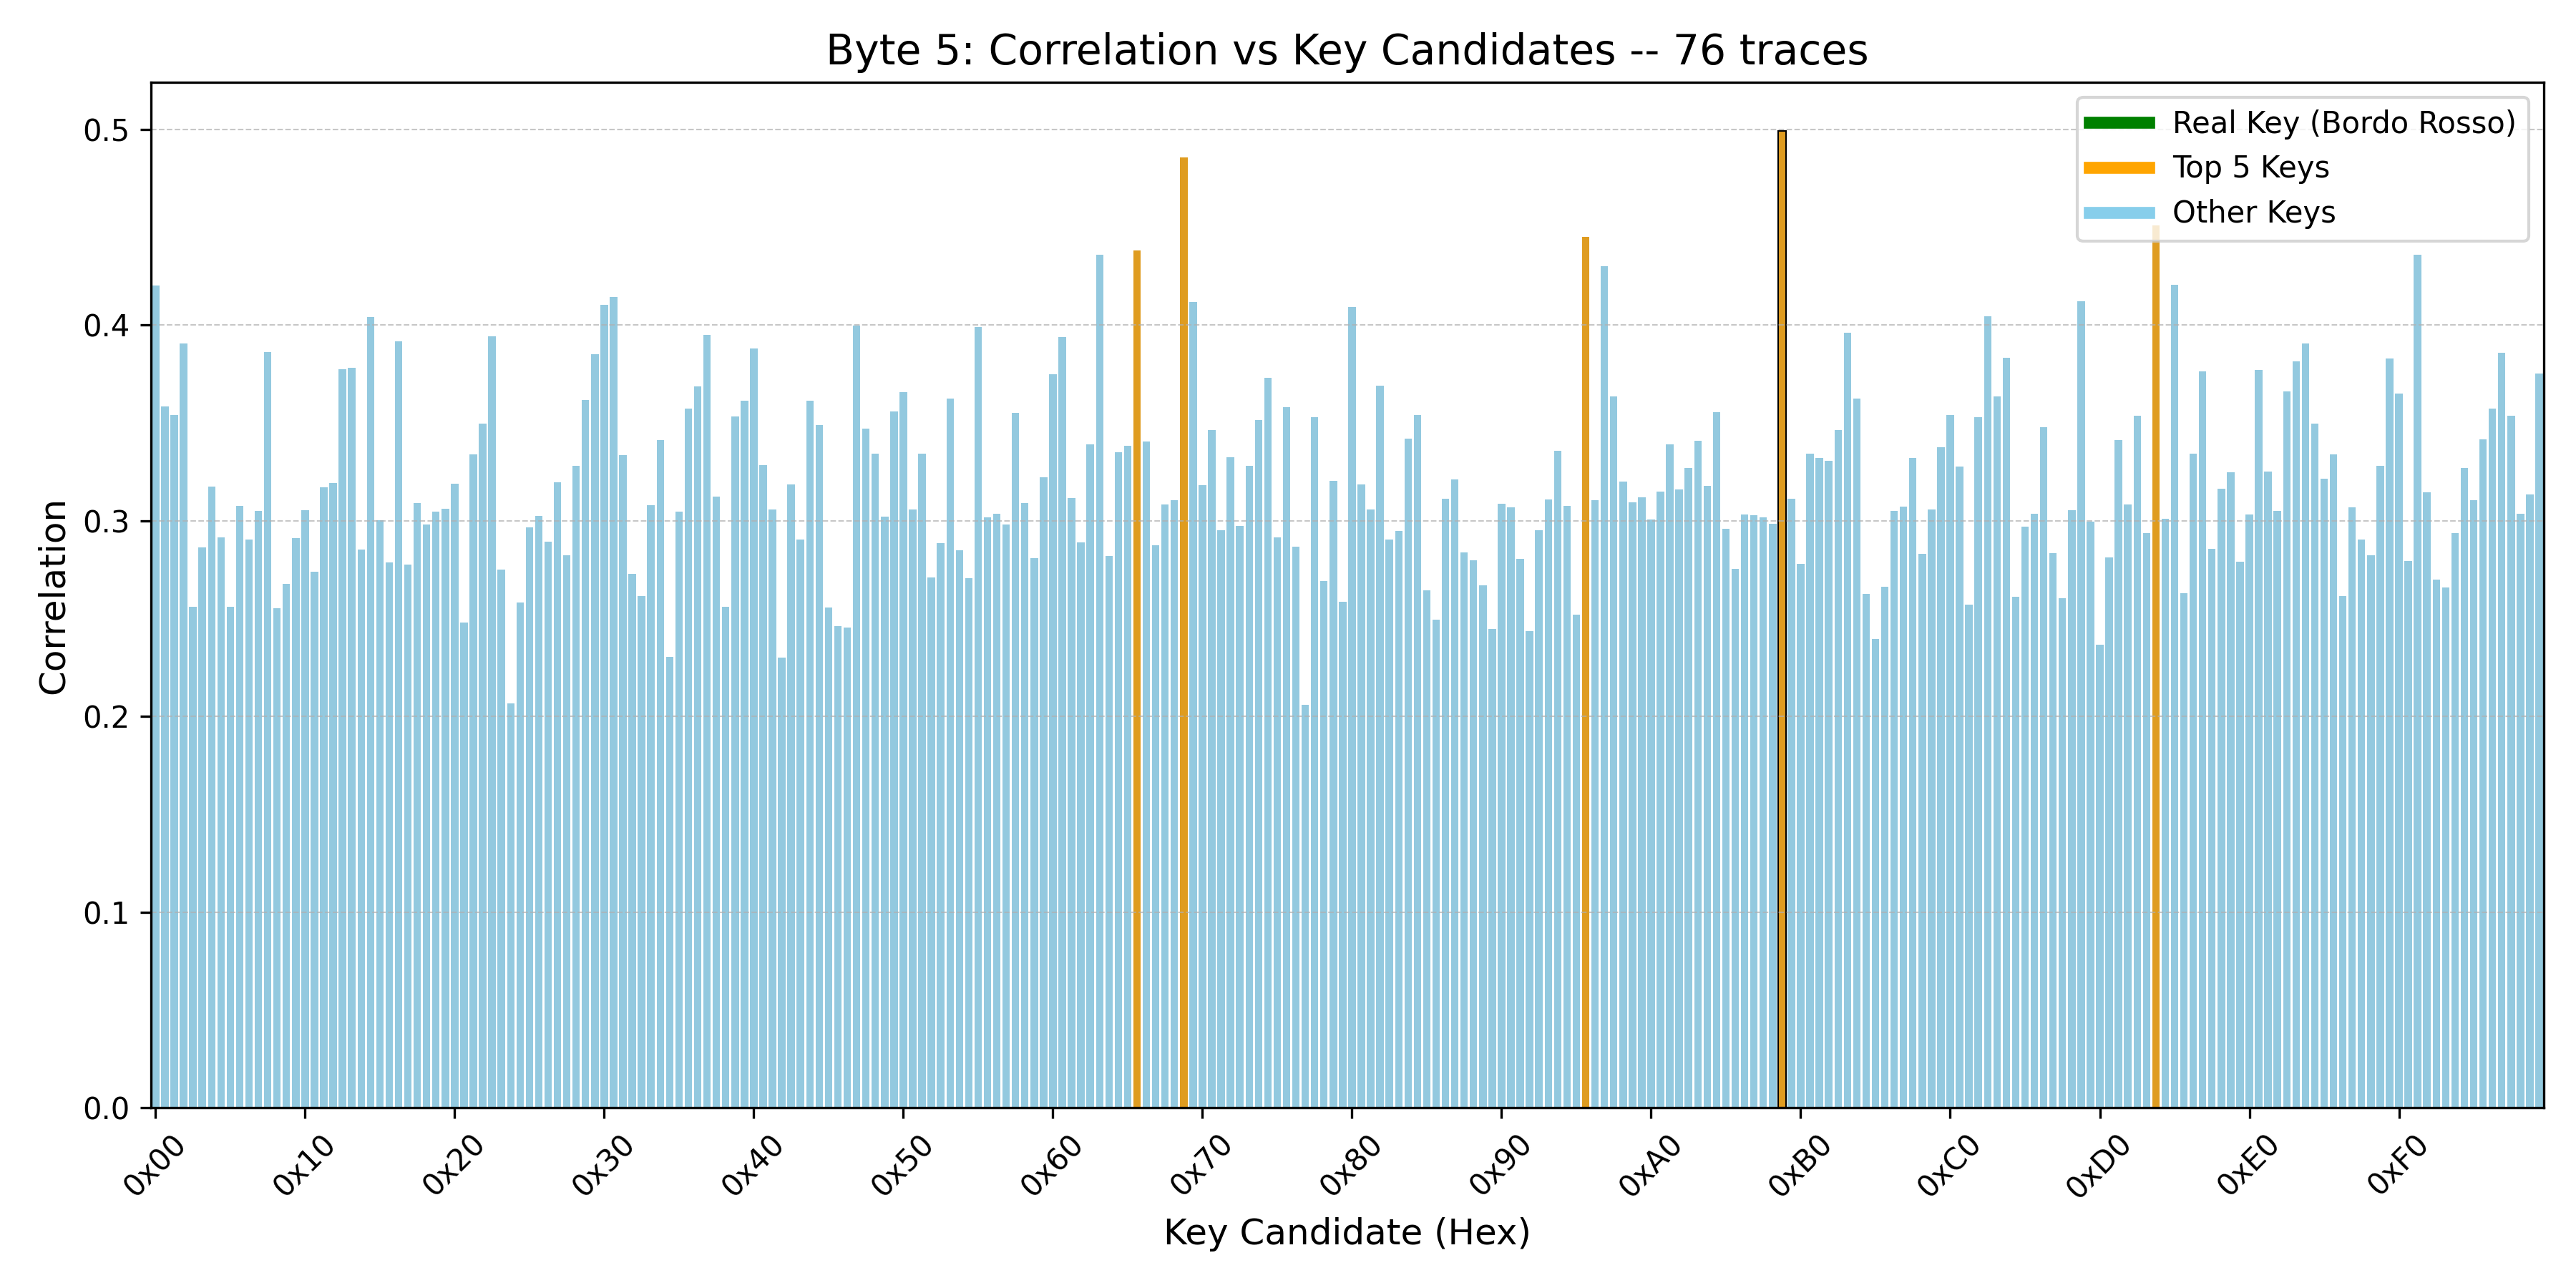 Byte 5: Correlation vs Key Candidates -- 76 traces
Real Key (Bordo Rosso)
Top 5 Keys
Other Keys
Correlation
0.5
0.4
0.3
0.2
0.1
0.0
0x00 0x10 0x20 0x30 0x40 0x50 0x60 0x70 0x80 0x90 0xA0 0xB0 0xC0 0xD0 0xE0 0xF0
Key Candidate (Hex)